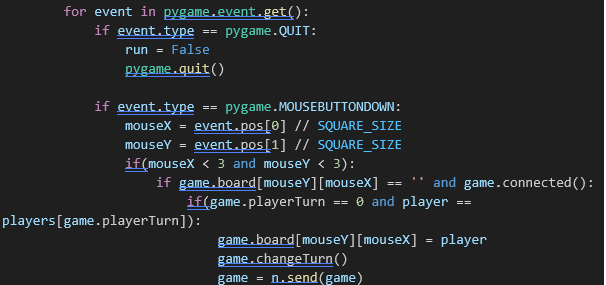 for event in pygame.event.get():
if event.type == pygame.QUIT:
run = False
pygame.quit()
if event.type == pygame.MOUSEBUTTONDOWN:
mouseX = event.pos[0] // SQUARE_SIZE
mouseY = event.pos[1] // SQUARE_SIZE
if(mouseX < 3 and mouseY < 3):
if game.board[mouseY][mouseX] == '' and game.connected():
if(game.playerTurn == 0 and player ==
players[game.playerTurn]):
game.board[mouseY][mouseX] = player
game.changeTurn()
game = n.send(game)